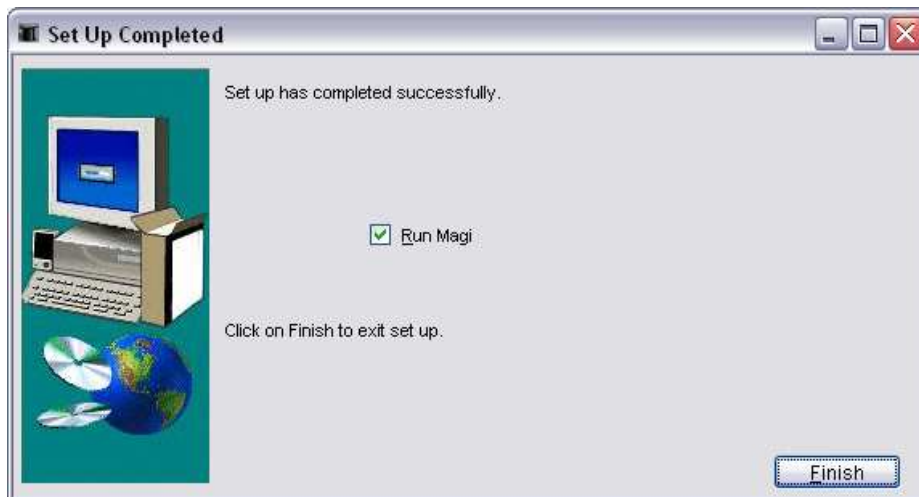 Set Up Completed
Set up has completed successfully.
Run Magi
Click on Finish to exit set up.
Finish